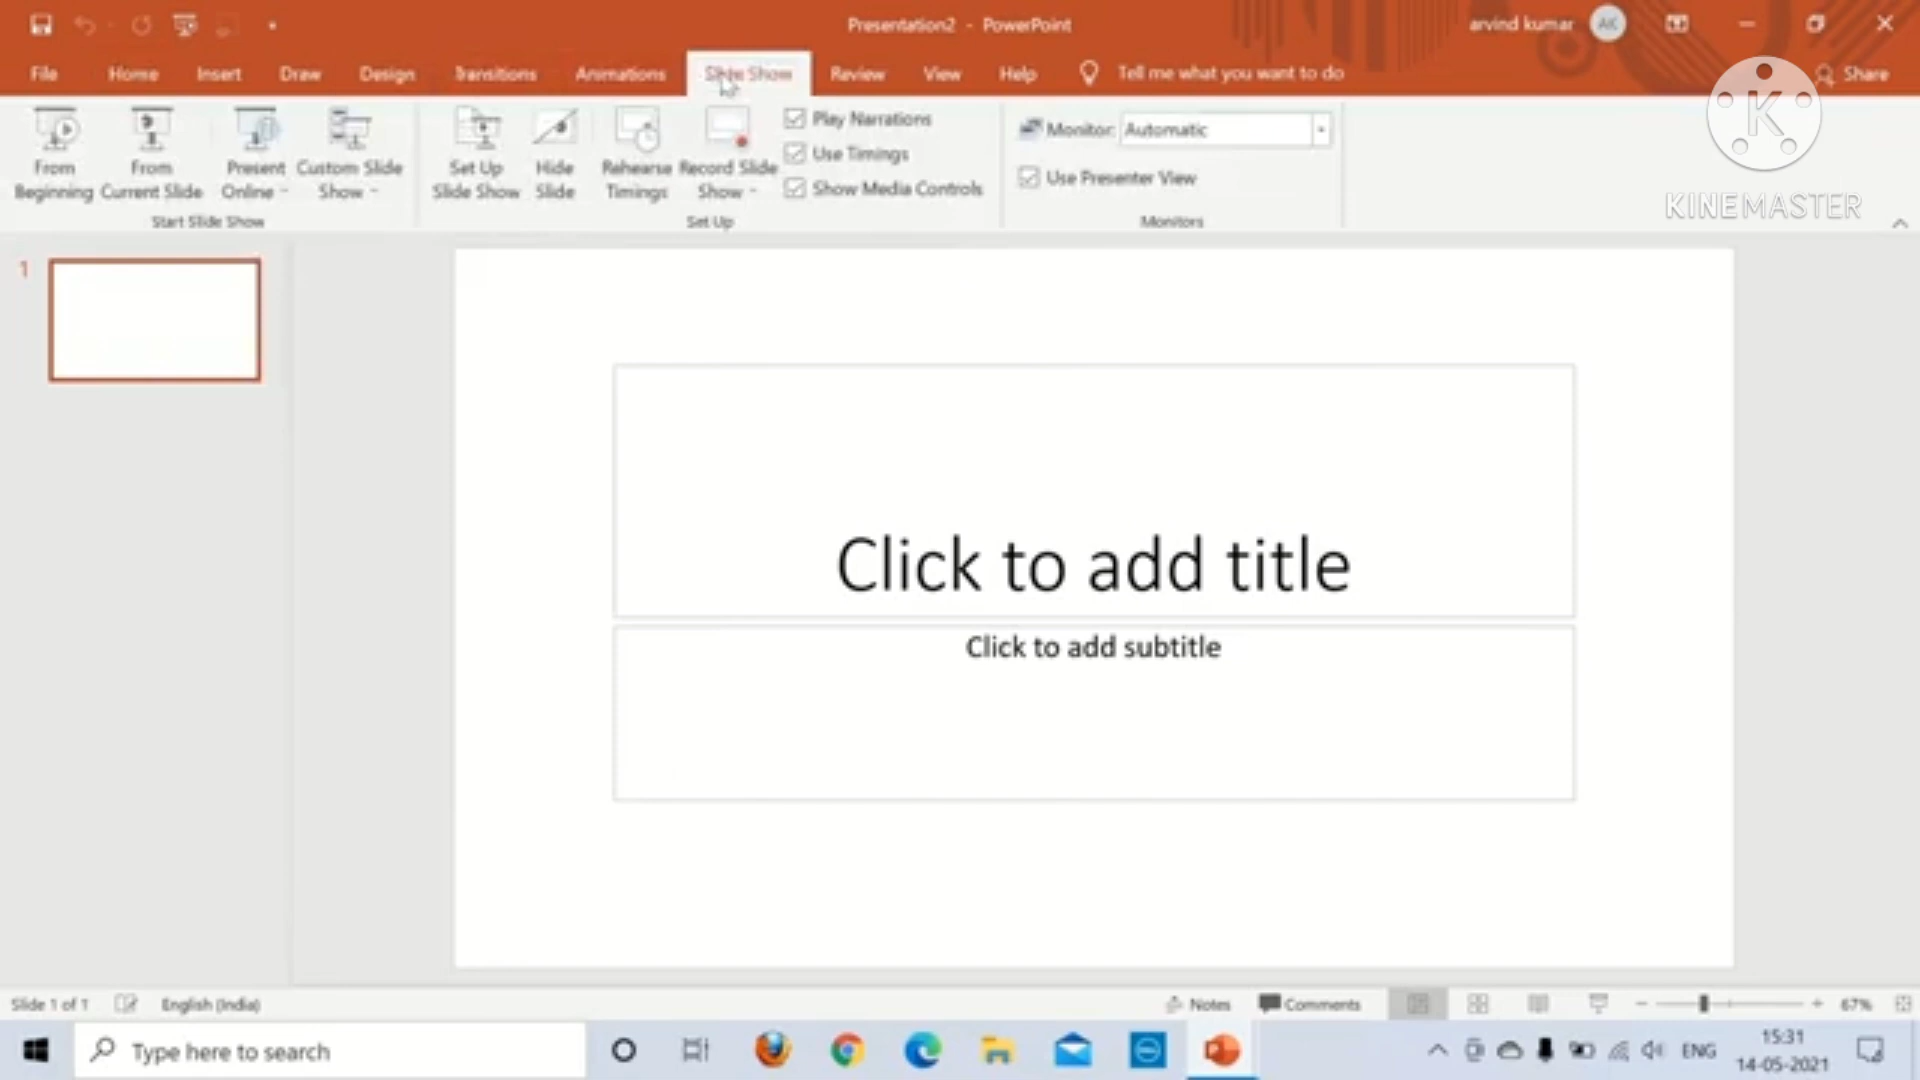 Presentation2 - PowerPoint
arvind kumar AK
File Home Insert Draw Design Transitions Animations Slide Show Review View Help Tell me what you want to do Share
K
KINEMASTER
From Beginning
From Current Slide
Present Online
Custom Slide Show
Start Slide Show
Set Up Slide Show
Hide Slide
Rehearse Timings
Record Slide Show
Play Narrations
Use Timings
Show Media Controls
Set Up
Monitor: Automatic
Use Presenter View
Monitors
1
Click to add title
Click to add subtitle
Slide 1 of 1 English (India) Notes Comments 67%
Type here to search
ENG
15:31
14-05-2021